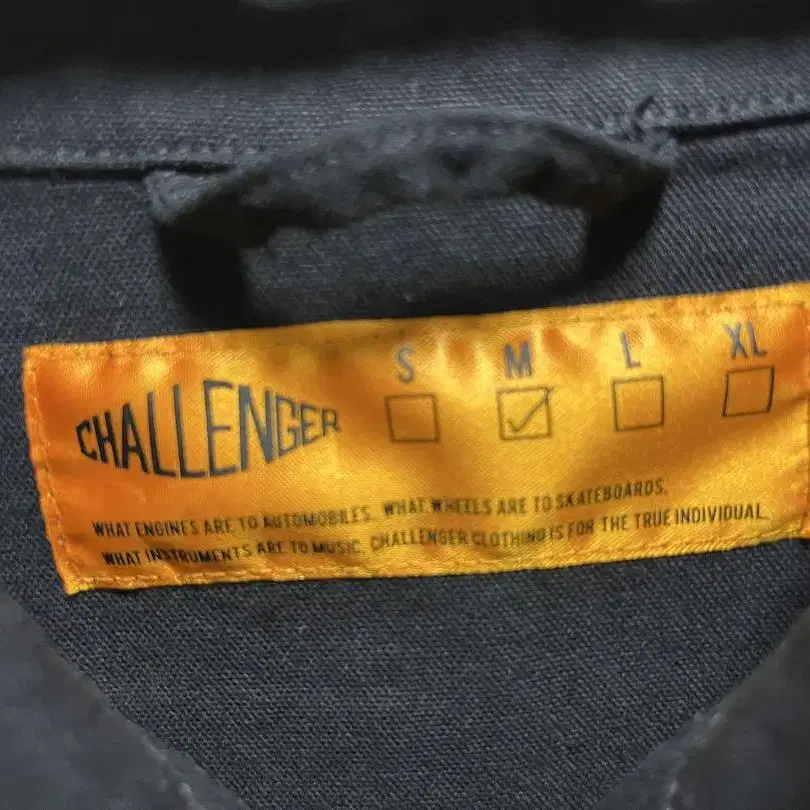 S M L XL
CHALLENGER
WHAT ENGINES ARE TO AUTOMOBILES. WHAT WHEELS ARE TO SKATEBOARDS.
WHAT INSTRUMENTS ARE TO MUSIC. CHALLENGER CLOTHING IS FOR THE TRUE INDIVIDUAL.